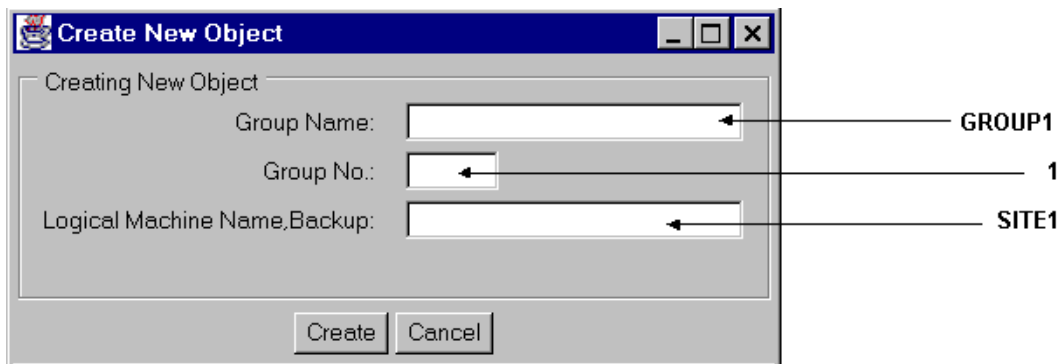 Create New Object
Creating New Object
Group Name:
GROUP1
Group No.:
1
Logical Machine Name,Backup:
SITE1
Create
Cancel